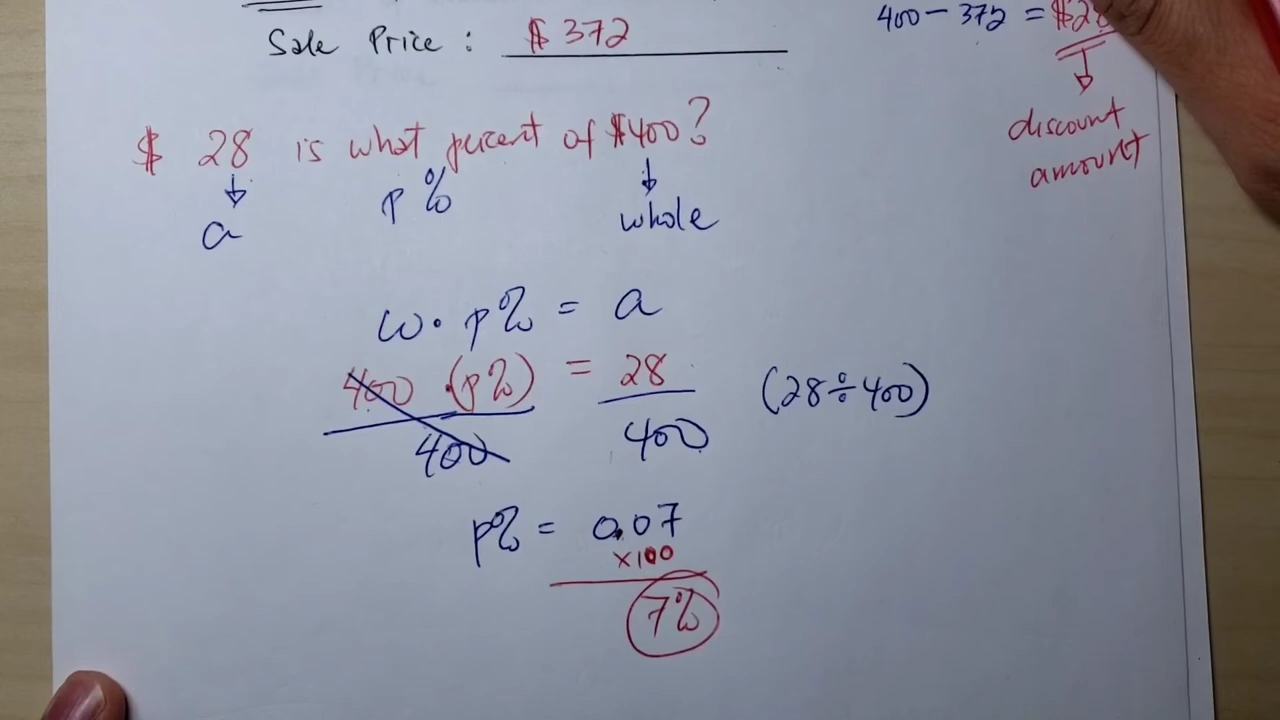 Sale Price : $ 372
400 - 372 = $28
discount
amount
$ 28 is what percent of $400?
a p% whole
w · p% = a
400 · (p%) = 28 (28÷400)
400 400
p% = 0.07
×100
7%